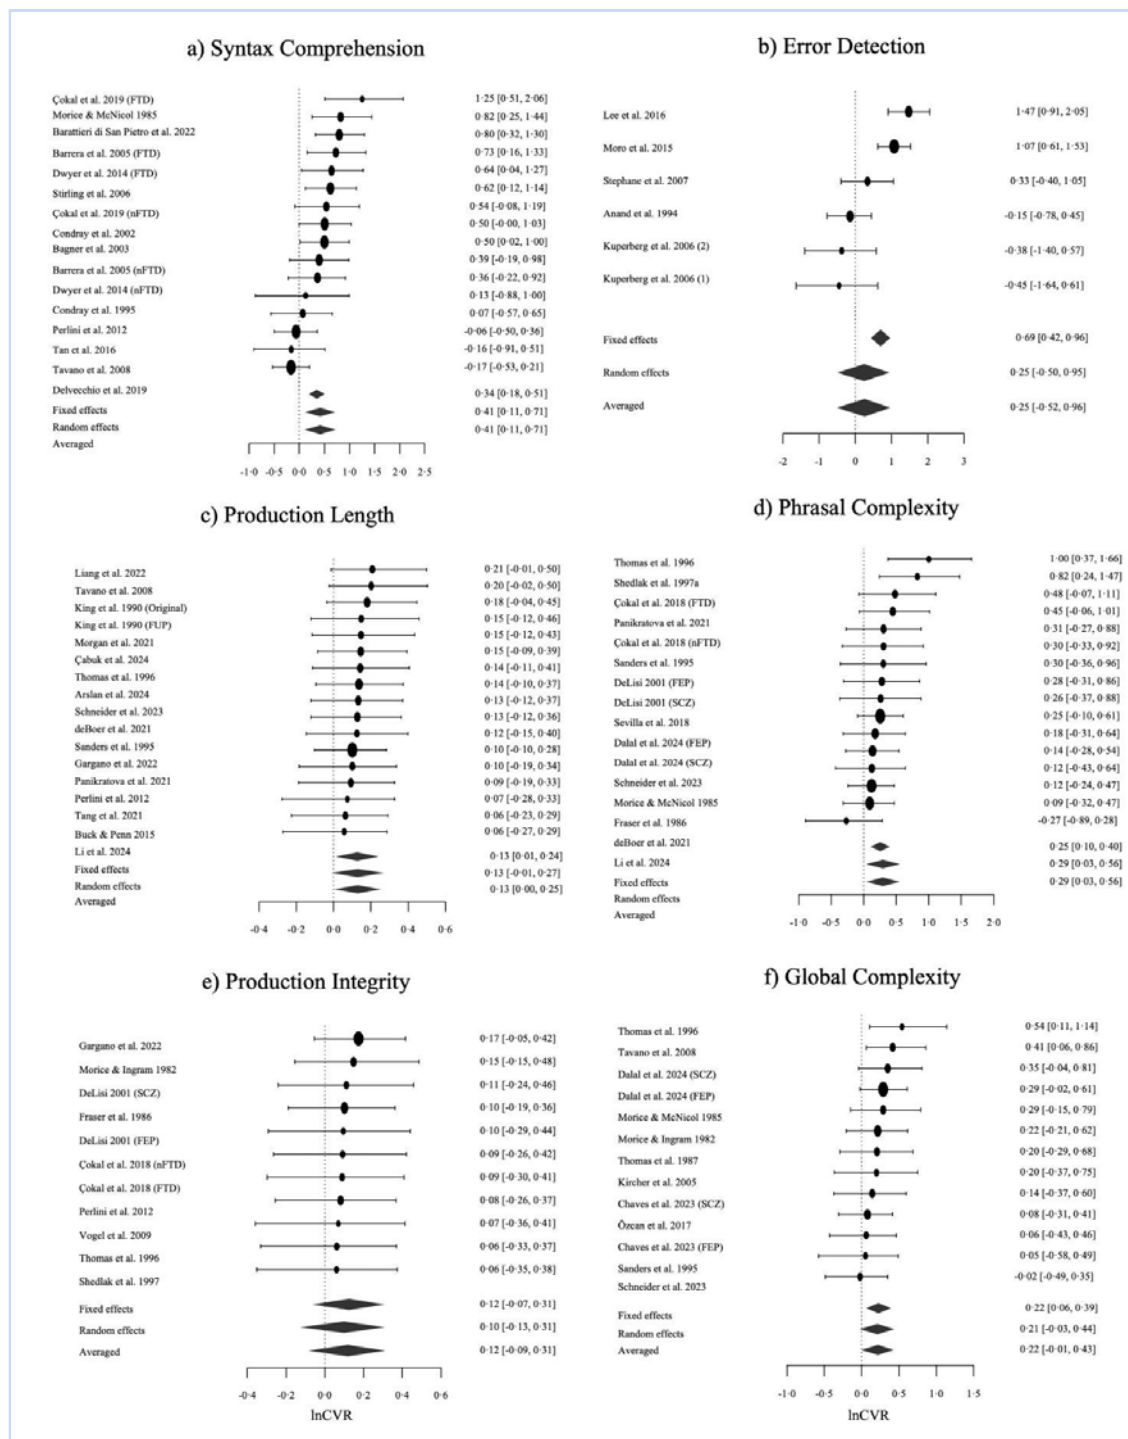 a) Syntax Comprehension
Çokal et al. 2019 (FTD)
Morice & McNicol 1985
Barattieri di San Pietro et al. 2022
Barrera et al. 2005 (FTD)
Dwyer et al. 2014 (FTD)
Stirling et al. 2006
Çokal et al. 2019 (nFTD)
Condray et al. 2002
Bagner et al. 2003
Barrera et al. 2005 (nFTD)
Dwyer et al. 2014 (nFTD)
Condray et al. 1995
Perlini et al. 2012
Tan et al. 2016
Tavano et al. 2008
Delvecchio et al. 2019
Fixed effects
Random effects
Averaged
1·25 [0·51, 2·06]
0·82 [0·25, 1·44]
0·80 [0·32, 1·30]
0·73 [0·16, 1·33]
0·64 [0·04, 1·27]
0·62 [0·12, 1·14]
0·54 [-0·08, 1·19]
0·50 [-0·00, 1·03]
0·50 [0·02, 1·00]
0·39 [-0·19, 0·98]
0·36 [-0·22, 0·92]
0·13 [-0·88, 1·00]
0·07 [-0·57, 0·65]
-0·06 [-0·50, 0·36]
-0·16 [-0·91, 0·51]
-0·17 [-0·53, 0·21]
0·34 [0·18, 0·51]
0·41 [0·11, 0·71]
0·41 [0·11, 0·71]
-1·0 -0·5 0·0 0·5 1·0 1·5 2·0 2·5
b) Error Detection
Lee et al. 2016 1·47 [0·91, 2·05]
Moro et al. 2015 1·07 [0·61, 1·53]
Stephane et al. 2007 0·33 [-0·40, 1·05]
Anand et al. 1994 -0·15 [-0·78, 0·45]
Kuperberg et al. 2006 (2) -0·38 [-1·40, 0·57]
Kuperberg et al. 2006 (1) -0·45 [-1·64, 0·61]
Fixed effects 0·69 [0·42, 0·96]
Random effects 0·25 [-0·50, 0·95]
Averaged 0·25 [-0·52, 0·96]
-2 -1 0 1 2 3
c) Production Length
Liang et al. 2022
Tavano et al. 2008
King et al. 1990 (Original)
King et al. 1990 (FUP)
Morgan et al. 2021
Çabuk et al. 2024
Thomas et al. 1996
Arslan et al. 2024
Schneider et al. 2023
deBoer et al. 2021
Sanders et al. 1995
Gargano et al. 2022
Panikratova et al. 2021
Perlini et al. 2012
Tang et al. 2021
Buck & Penn 2015
Li et al. 2024
Fixed effects
Random effects
Averaged
0·21 [-0·01, 0·50]
0·20 [-0·02, 0·50]
0·18 [-0·04, 0·45]
0·15 [-0·12, 0·46]
0·15 [-0·12, 0·43]
0·15 [-0·09, 0·39]
0·14 [-0·11, 0·41]
0·14 [-0·10, 0·37]
0·13 [-0·12, 0·37]
0·13 [-0·12, 0·36]
0·12 [-0·15, 0·40]
0·10 [-0·10, 0·28]
0·10 [-0·19, 0·34]
0·09 [-0·19, 0·33]
0·07 [-0·28, 0·33]
0·06 [-0·23, 0·29]
0·06 [-0·27, 0·29]
0·13 [0·01, 0·24]
0·13 [-0·01, 0·27]
0·13 [0·00, 0·25]
-0·4 -0·2 0·0 0·2 0·4 0·6
d) Phrasal Complexity
Thomas et al. 1996
Shedlak et al. 1997a
Çokal et al. 2018 (FTD)
Panikratova et al. 2021
Çokal et al. 2018 (nFTD)
Sanders et al. 1995
DeLisi 2001 (FEP)
DeLisi 2001 (SCZ)
Sevilla et al. 2018
Dalal et al. 2024 (FEP)
Dalal et al. 2024 (SCZ)
Schneider et al. 2023
Morice & McNicol 1985
Fraser et al. 1986
deBoer et al. 2021
Li et al. 2024
Fixed effects
Random effects
Averaged
1·00 [0·37, 1·66]
0·82 [0·24, 1·47]
0·48 [-0·07, 1·11]
0·45 [-0·06, 1·01]
0·31 [-0·27, 0·88]
0·30 [-0·33, 0·92]
0·30 [-0·36, 0·96]
0·28 [-0·31, 0·86]
0·26 [-0·37, 0·88]
0·25 [-0·10, 0·61]
0·18 [-0·31, 0·64]
0·14 [-0·28, 0·54]
0·12 [-0·43, 0·64]
0·12 [-0·24, 0·47]
0·09 [-0·32, 0·47]
-0·27 [-0·89, 0·28]
0·25 [0·10, 0·40]
0·29 [0·03, 0·56]
0·29 [0·03, 0·56]
-1·0 -0·5 0·0 0·5 1·0 1·5 2·0
e) Production Integrity
Gargano et al. 2022
Morice & Ingram 1982
DeLisi 2001 (SCZ)
Fraser et al. 1986
DeLisi 2001 (FEP)
Çokal et al. 2018 (nFTD)
Çokal et al. 2018 (FTD)
Perlini et al. 2012
Vogel et al. 2009
Thomas et al. 1996
Shedlak et al. 1997
Fixed effects
Random effects
Averaged
0·17 [-0·05, 0·42]
0·15 [-0·15, 0·48]
0·11 [-0·24, 0·46]
0·10 [-0·19, 0·36]
0·10 [-0·29, 0·44]
0·09 [-0·26, 0·42]
0·09 [-0·30, 0·41]
0·08 [-0·26, 0·37]
0·07 [-0·36, 0·41]
0·06 [-0·33, 0·37]
0·06 [-0·35, 0·38]
0·12 [-0·07, 0·31]
0·10 [-0·13, 0·31]
0·12 [-0·09, 0·31]
-0·4 -0·2 0·0 0·2 0·4 0·6
lnCVR
f) Global Complexity
Thomas et al. 1996
Tavano et al. 2008
Dalal et al. 2024 (SCZ)
Dalal et al. 2024 (FEP)
Morice & McNicol 1985
Morice & Ingram 1982
Thomas et al. 1987
Kircher et al. 2005
Chaves et al. 2023 (SCZ)
Özcan et al. 2017
Chaves et al. 2023 (FEP)
Sanders et al. 1995
Schneider et al. 2023
Fixed effects
Random effects
Averaged
0·54 [0·11, 1·14]
0·41 [0·06, 0·86]
0·35 [-0·04, 0·81]
0·29 [-0·02, 0·61]
0·29 [-0·15, 0·79]
0·22 [-0·21, 0·62]
0·20 [-0·29, 0·68]
0·20 [-0·37, 0·75]
0·14 [-0·37, 0·60]
0·08 [-0·31, 0·41]
0·06 [-0·43, 0·46]
0·05 [-0·58, 0·49]
-0·02 [-0·49, 0·35]
0·22 [0·06, 0·39]
0·21 [-0·03, 0·44]
0·22 [-0·01, 0·43]
-1·0 -0·5 0·0 0·5 1·0 1·5
lnCVR